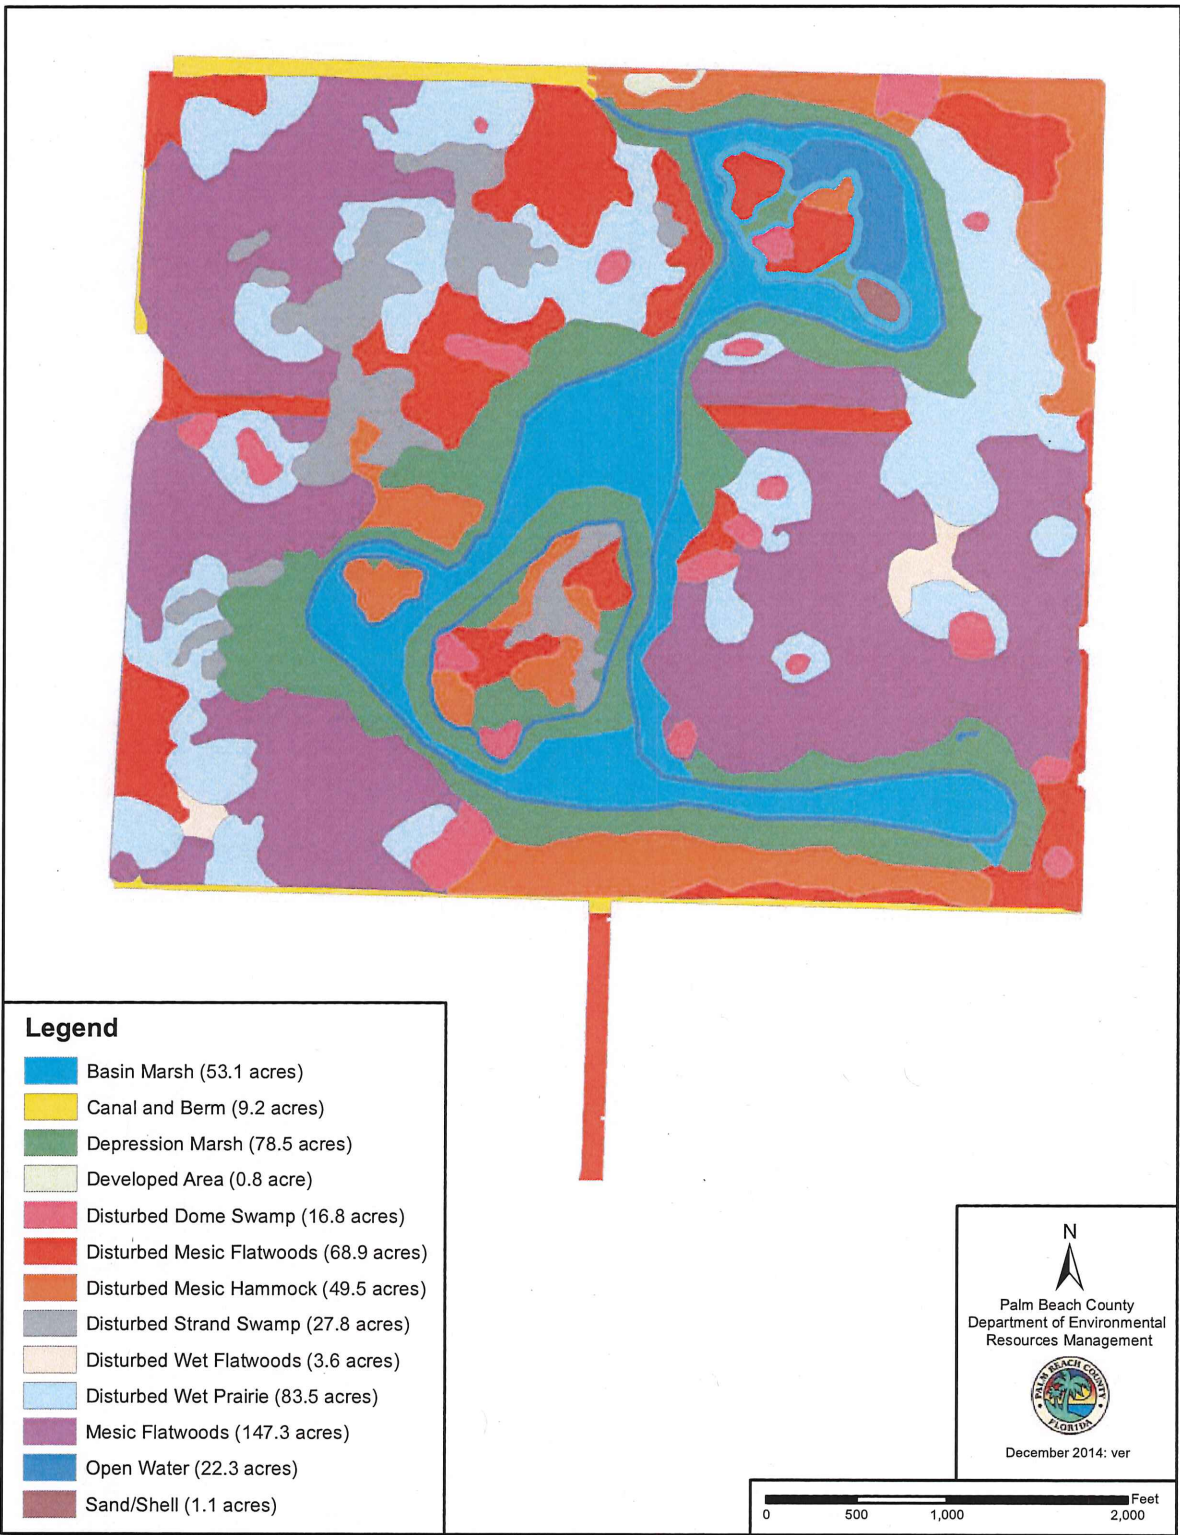 Legend
Basin Marsh (53.1 acres)
Canal and Berm (9.2 acres)
Depression Marsh (78.5 acres)
Developed Area (0.8 acre)
Disturbed Dome Swamp (16.8 acres)
Disturbed Mesic Flatwoods (68.9 acres)
Disturbed Mesic Hammock (49.5 acres)
Disturbed Strand Swamp (27.8 acres)
Disturbed Wet Flatwoods (3.6 acres)
Disturbed Wet Prairie (83.5 acres)
Mesic Flatwoods (147.3 acres)
Open Water (22.3 acres)
Sand/Shell (1.1 acres)
N
Palm Beach County
Department of Environmental
Resources Management
PALM BEACH COUNTY
FLORIDA
December 2014: ver
Feet
0 500 1,000 2,000